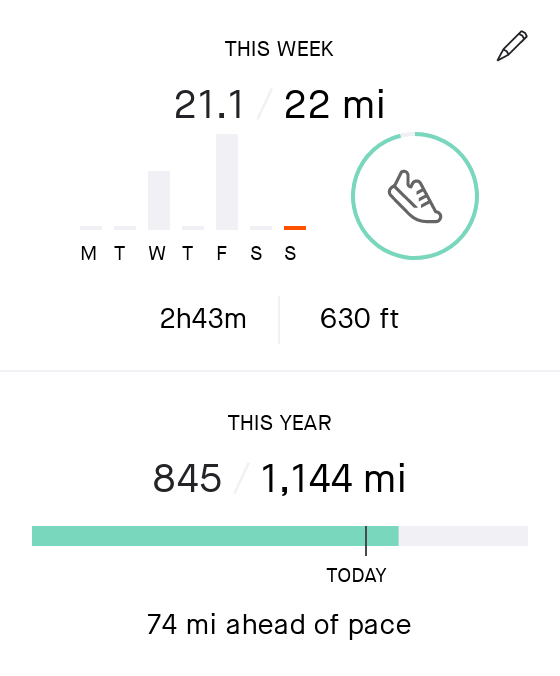 THIS WEEK
21.1 / 22 mi
M T W T F S S
2h43m 630 ft
THIS YEAR
845 / 1,144 mi
TODAY
74 mi ahead of pace